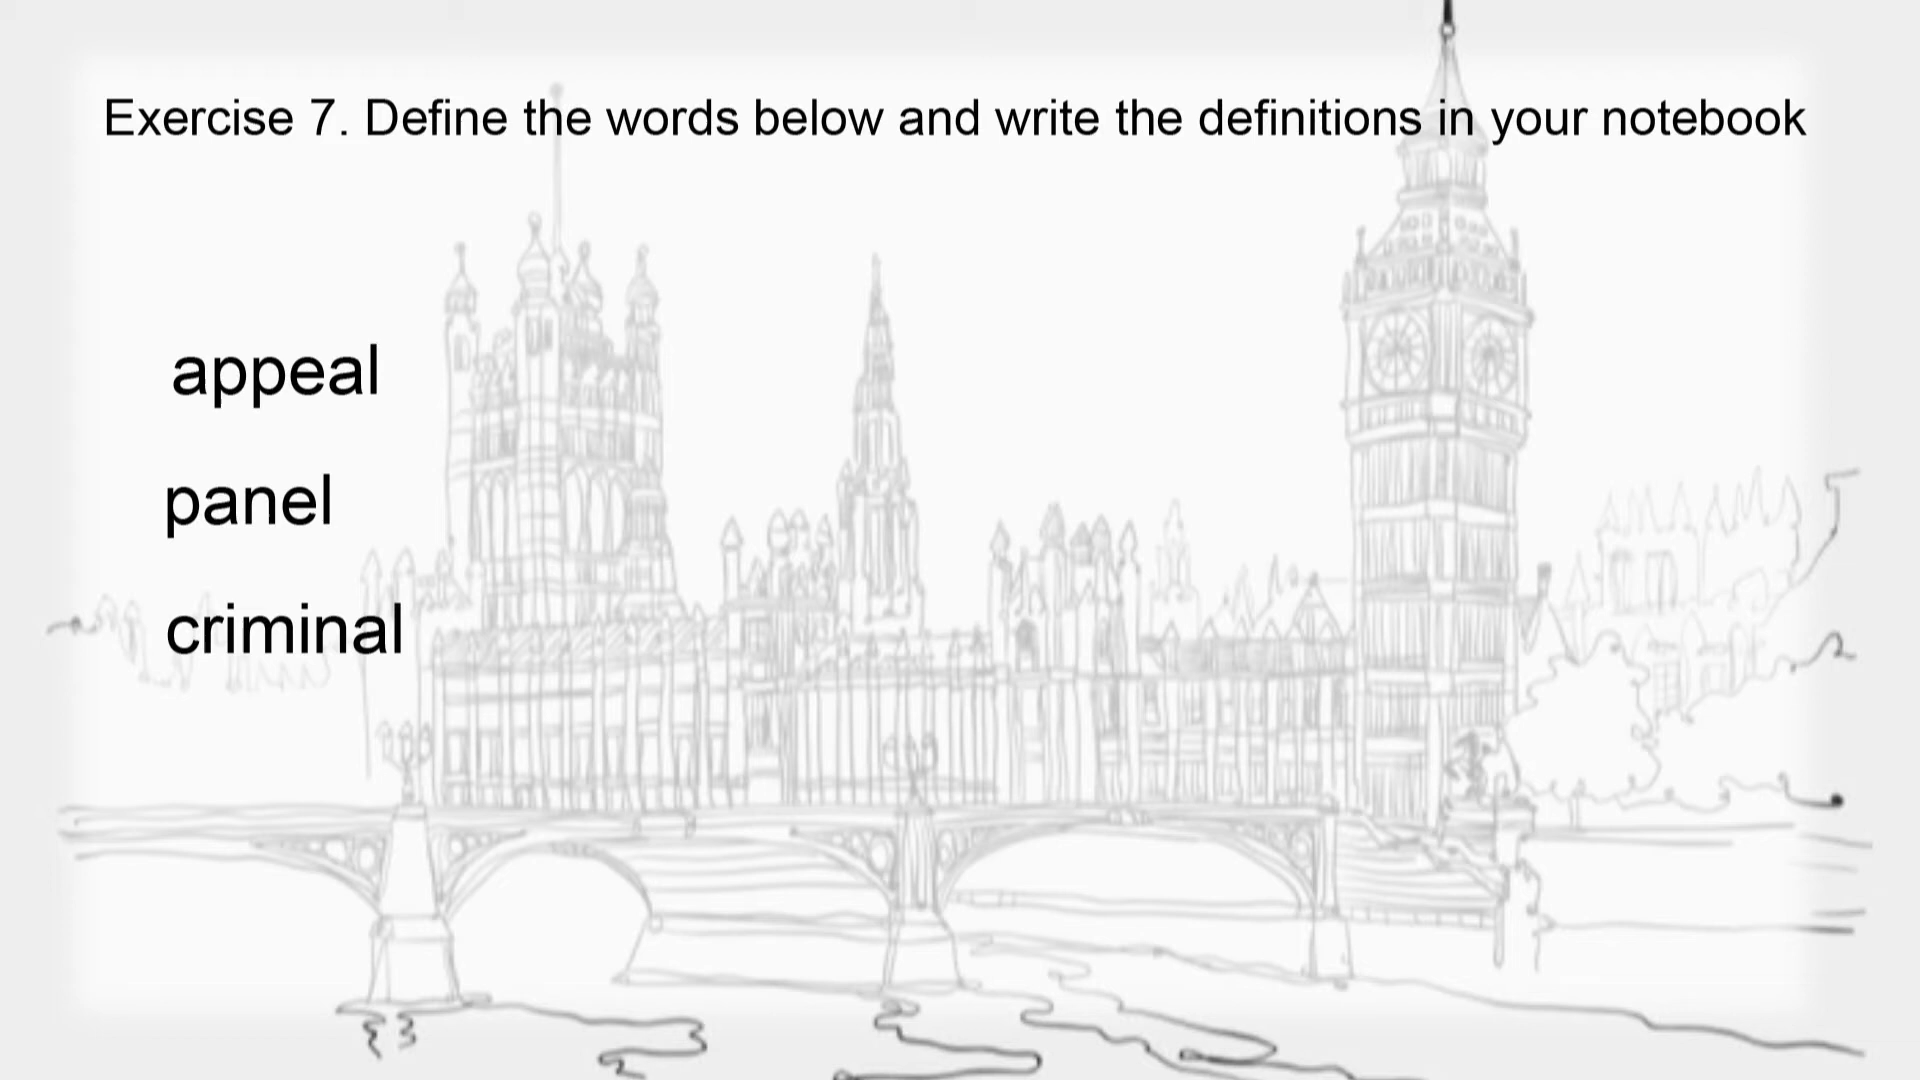 Exercise 7. Define the words below and write the definitions in your notebook
appeal
panel
criminal